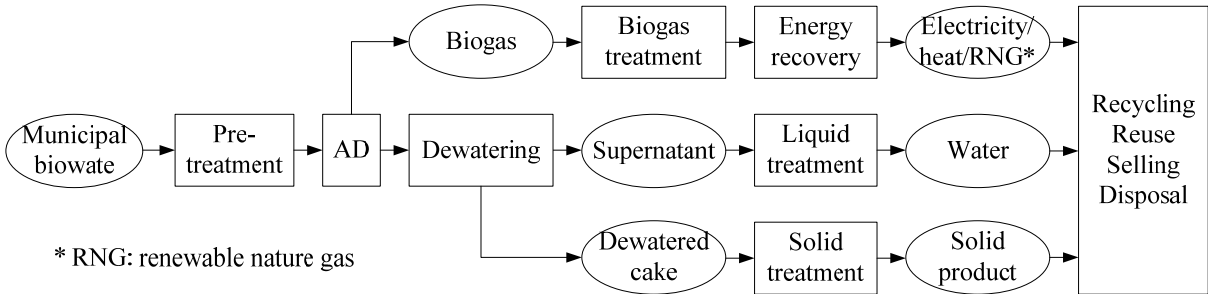 Biogas
Biogas
treatment
Energy
recovery
Electricity/
heat/RNG*
Municipal
biowate
Pre-
treatment
AD
Dewatering
Supernatant
Liquid
treatment
Water
Recycling
Reuse
Selling
Disposal
Dewatered
cake
Solid
treatment
Solid
product
* RNG: renewable nature gas